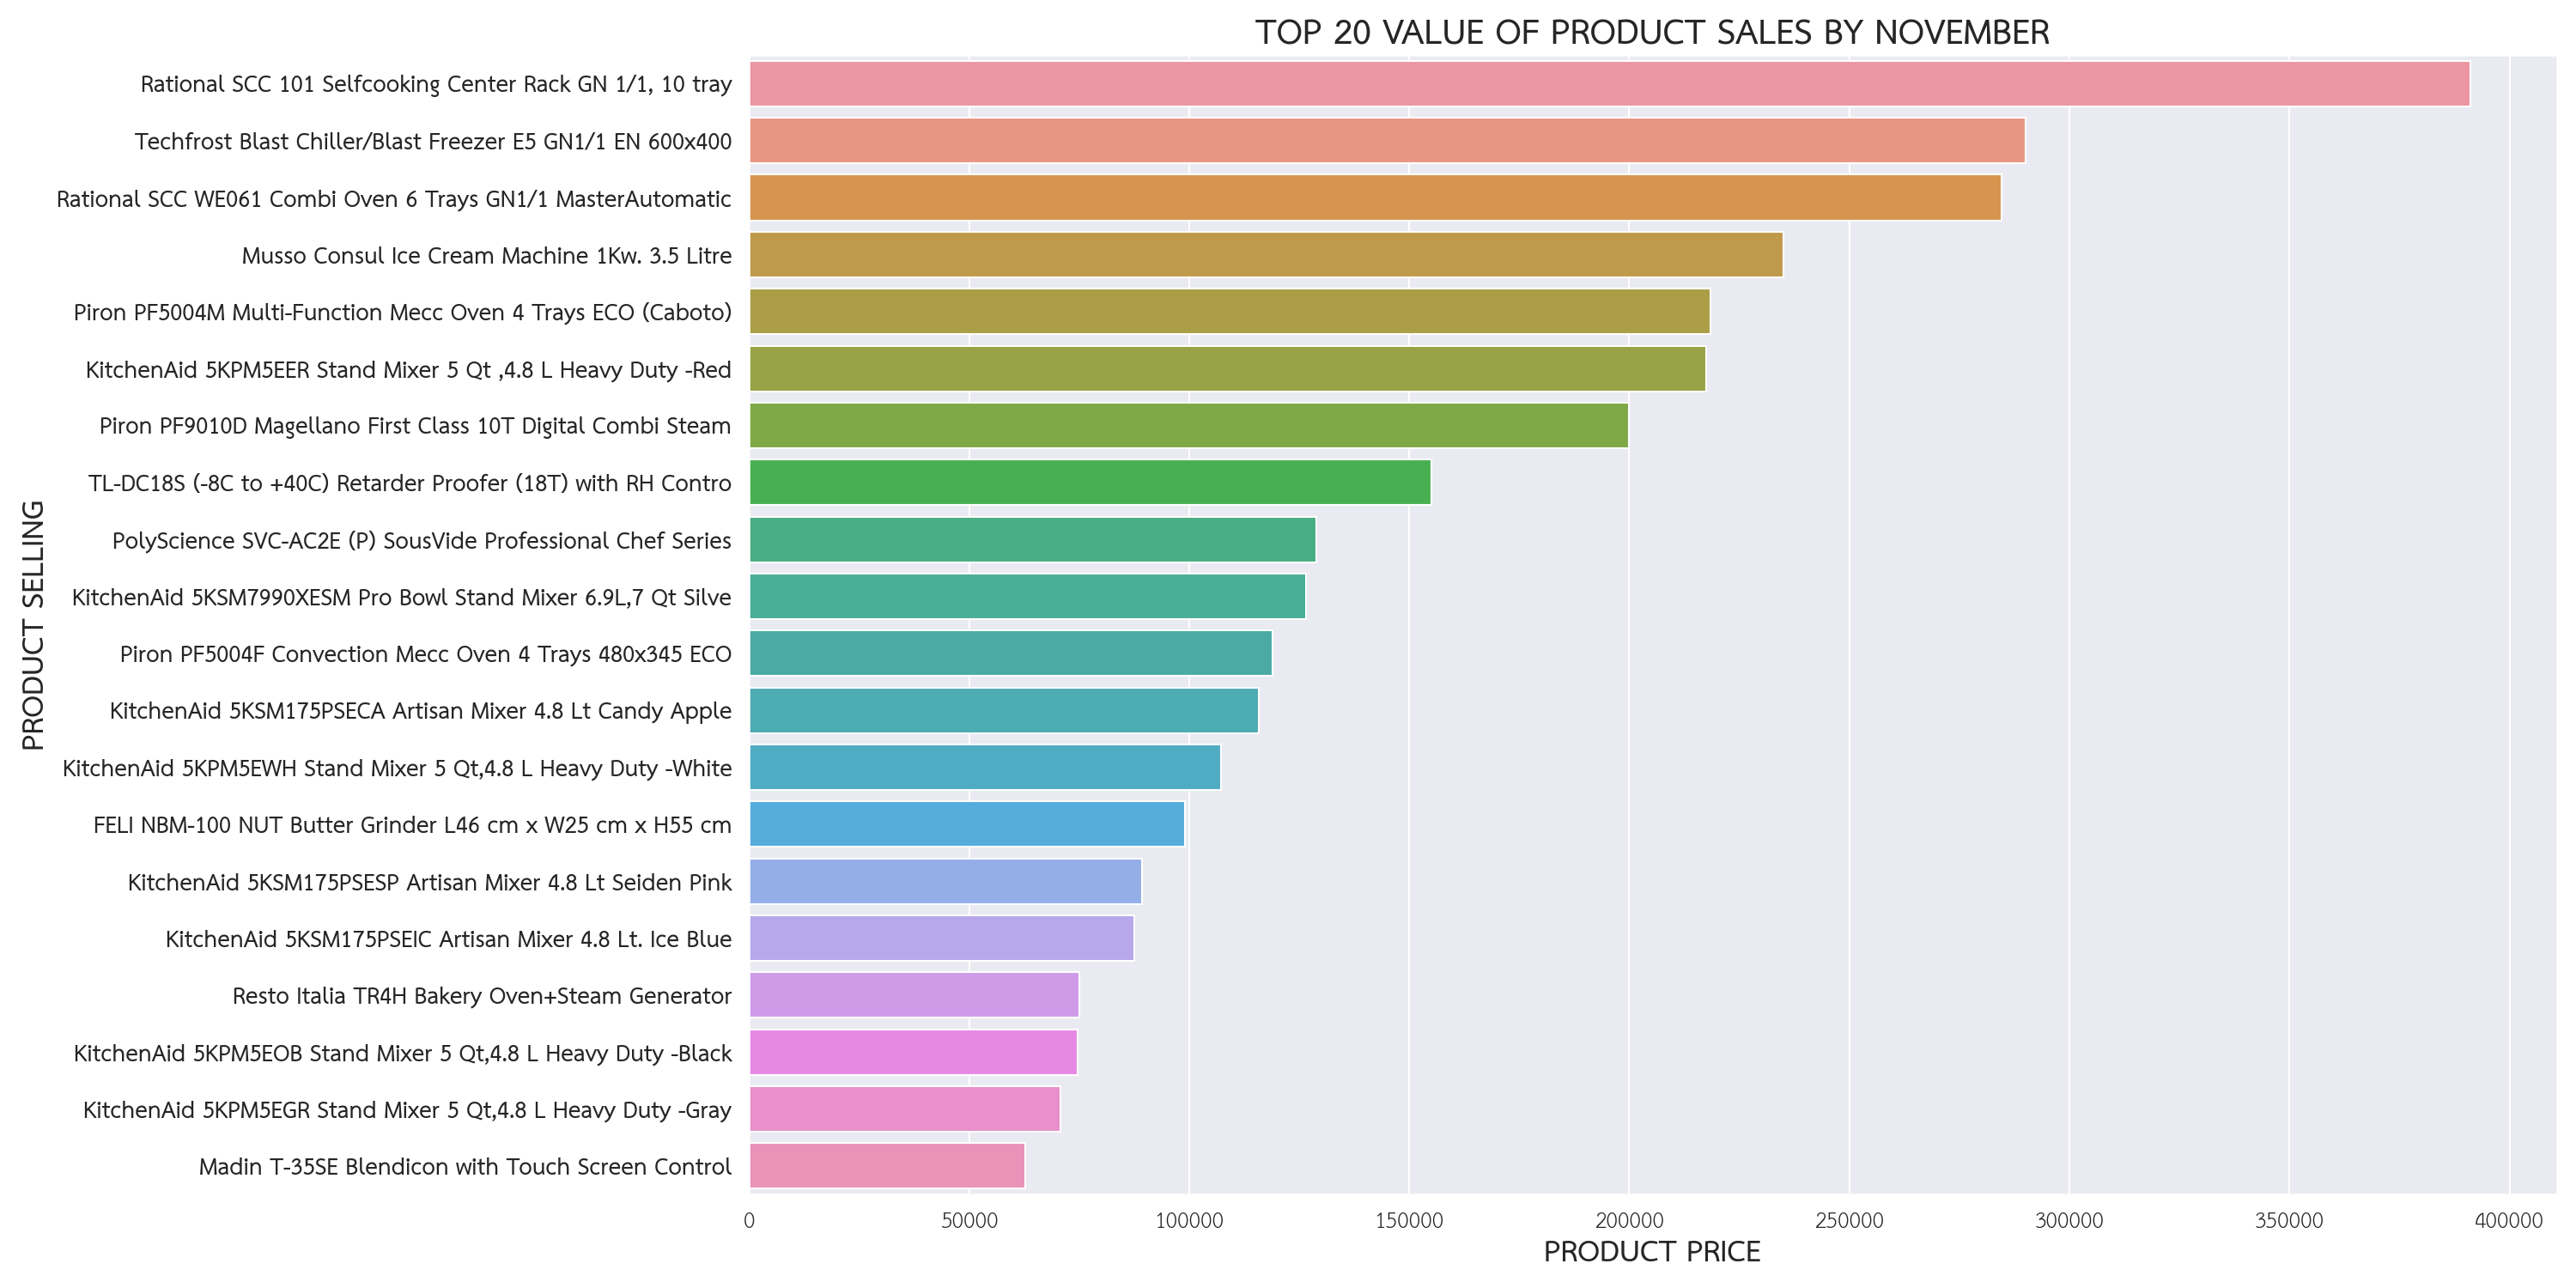 TOP 20 VALUE OF PRODUCT SALES BY NOVEMBER
PRODUCT SELLING
Rational SCC 101 Selfcooking Center Rack GN 1/1, 10 tray
Techfrost Blast Chiller/Blast Freezer E5 GN1/1 EN 600x400
Rational SCC WE061 Combi Oven 6 Trays GN1/1 MasterAutomatic
Musso Consul Ice Cream Machine 1Kw. 3.5 Litre
Piron PF5004M Multi-Function Mecc Oven 4 Trays ECO (Caboto)
KitchenAid 5KPM5EER Stand Mixer 5 Qt ,4.8 L Heavy Duty -Red
Piron PF9010D Magellano First Class 10T Digital Combi Steam
TL-DC18S (-8C to +40C) Retarder Proofer (18T) with RH Contro
PolyScience SVC-AC2E (P) SousVide Professional Chef Series
KitchenAid 5KSM7990XESM Pro Bowl Stand Mixer 6.9L,7 Qt Silve
Piron PF5004F Convection Mecc Oven 4 Trays 480x345 ECO
KitchenAid 5KSM175PSECA Artisan Mixer 4.8 Lt Candy Apple
KitchenAid 5KPM5EWH Stand Mixer 5 Qt,4.8 L Heavy Duty -White
FELI NBM-100 NUT Butter Grinder L46 cm x W25 cm x H55 cm
KitchenAid 5KSM175PSESP Artisan Mixer 4.8 Lt Seiden Pink
KitchenAid 5KSM175PSEIC Artisan Mixer 4.8 Lt. Ice Blue
Resto Italia TR4H Bakery Oven+Steam Generator
KitchenAid 5KPM5EOB Stand Mixer 5 Qt,4.8 L Heavy Duty -Black
KitchenAid 5KPM5EGR Stand Mixer 5 Qt,4.8 L Heavy Duty -Gray
Madin T-35SE Blendicon with Touch Screen Control
0 50000 100000 150000 200000 250000 300000 350000 400000
PRODUCT PRICE